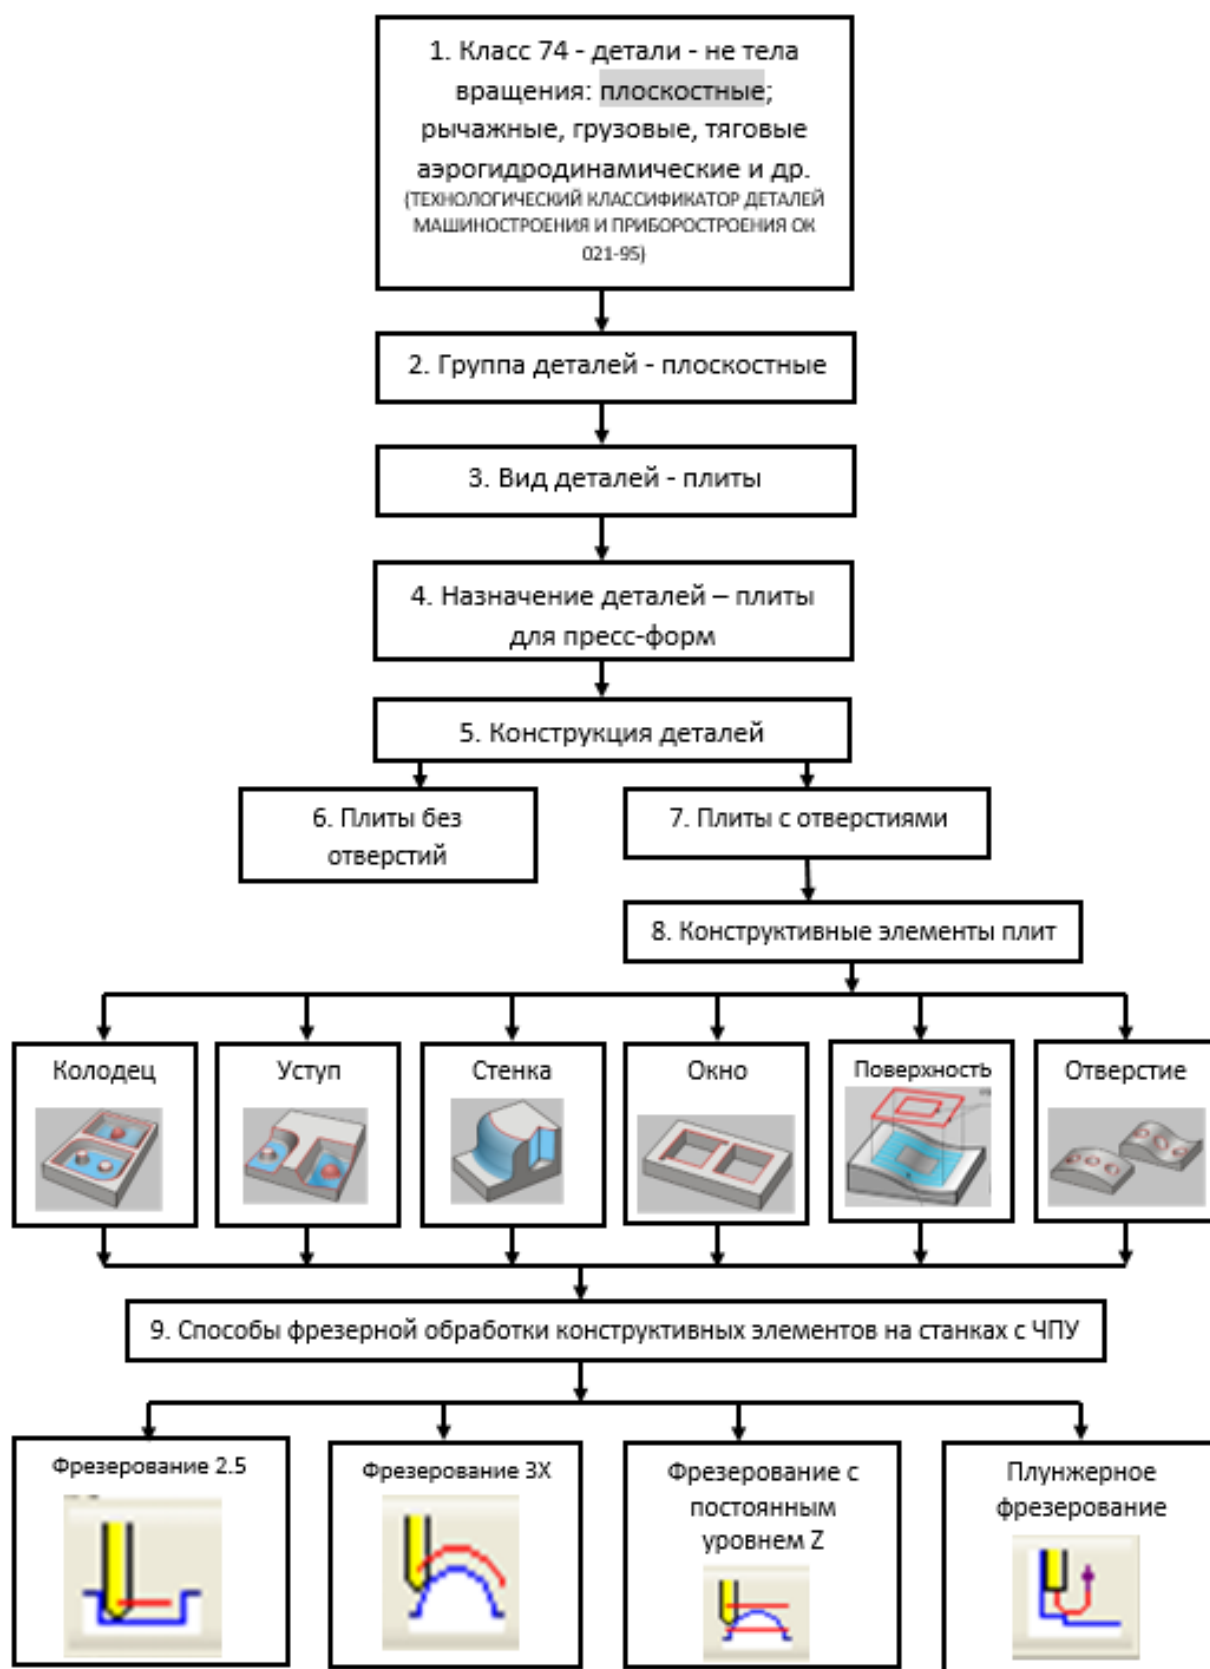 1. Класс 74 - детали - не тела
вращения: плоскостные;
рычажные, грузовые, тяговые
аэрогидродинамические и др.
(ТЕХНОЛОГИЧЕСКИЙ КЛАССИФИКАТОР ДЕТАЛЕЙ
МАШИНОСТРОЕНИЯ И ПРИБОРОСТРОЕНИЯ ОК
021-95)
2. Группа деталей - плоскостные
3. Вид деталей - плиты
4. Назначение деталей – плиты
для пресс-форм
5. Конструкция деталей
6. Плиты без
отверстий
7. Плиты с отверстиями
8. Конструктивные элементы плит
Колодец
Уступ
Стенка
Окно
Поверхность
Отверстие
9. Способы фрезерной обработки конструктивных элементов на станках с ЧПУ
Фрезерование 2.5
Фрезерование 3X
Фрезерование с
постоянным
уровнем Z
Плунжерное
фрезерование